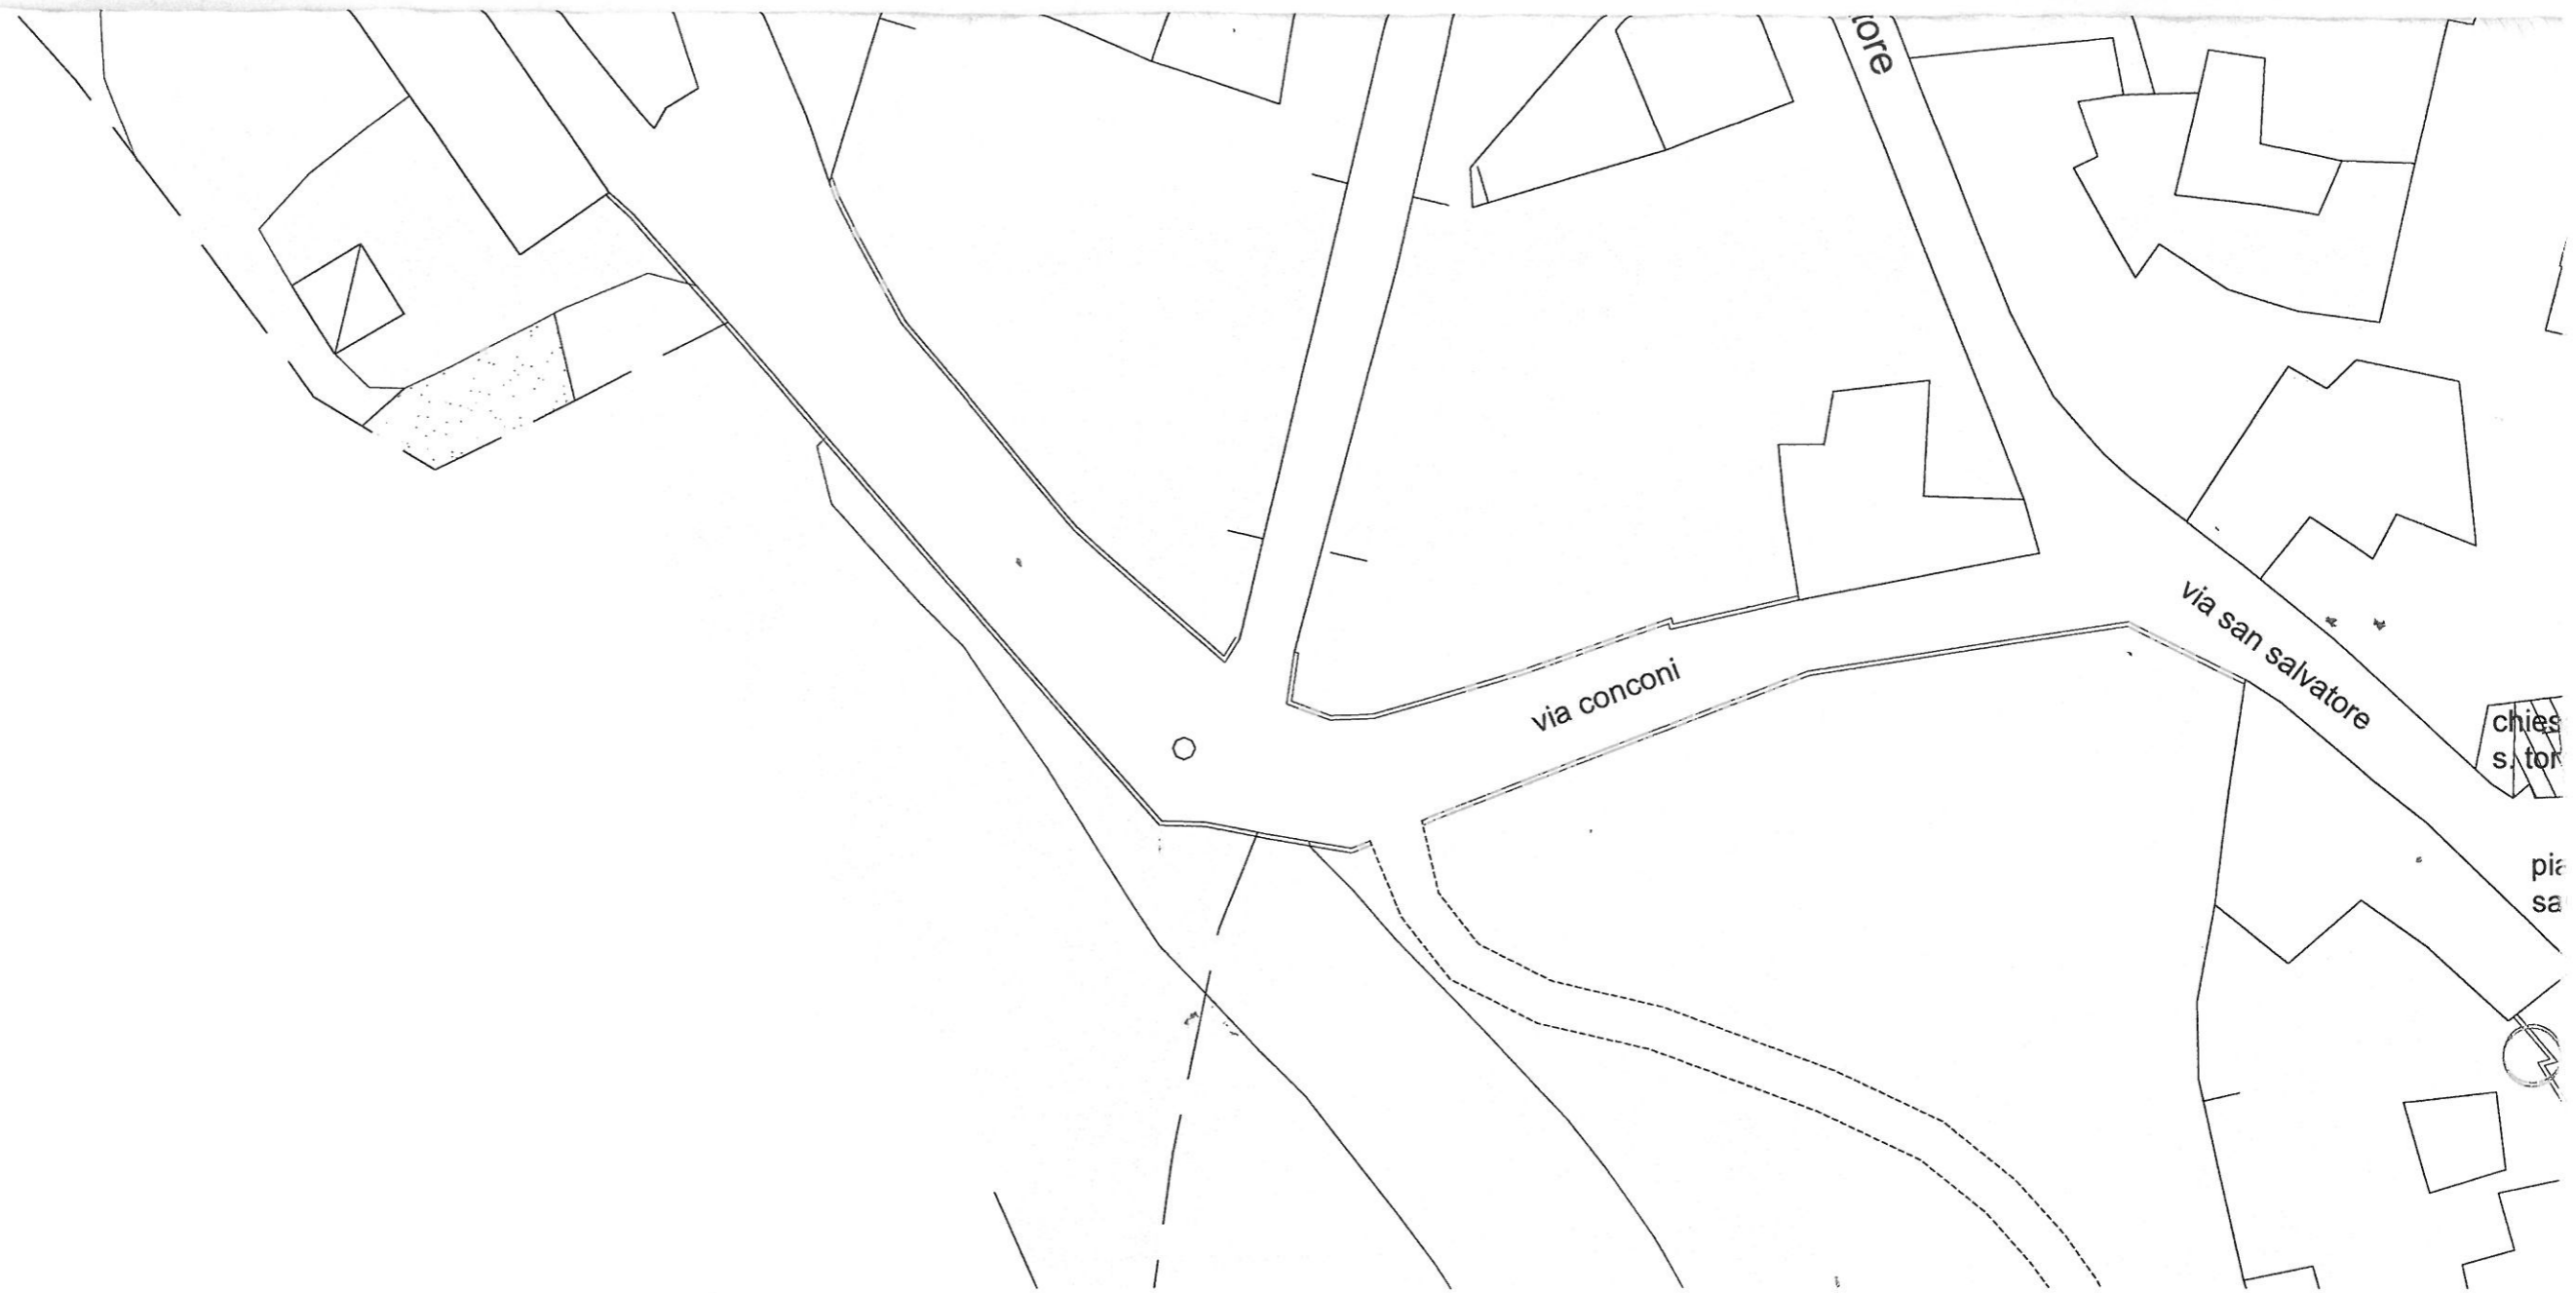 tore
via san salvatore
via conconi
chies
s. tor
pia
sa